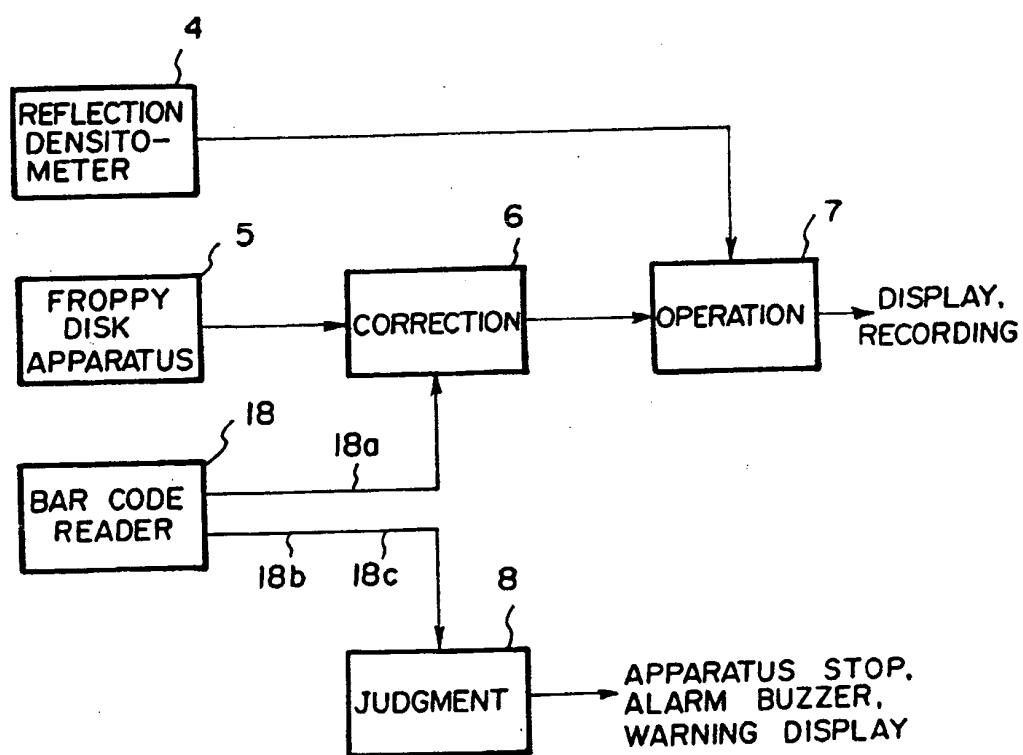 4
REFLECTION
DENSITO-
METER
5
FROPPY
DISK
APPARATUS
6
CORRECTION
7
OPERATION
DISPLAY,
RECORDING
18
BAR CODE
READER
18a
18b
18c
8
JUDGMENT
APPARATUS STOP,
ALARM BUZZER,
WARNING DISPLAY